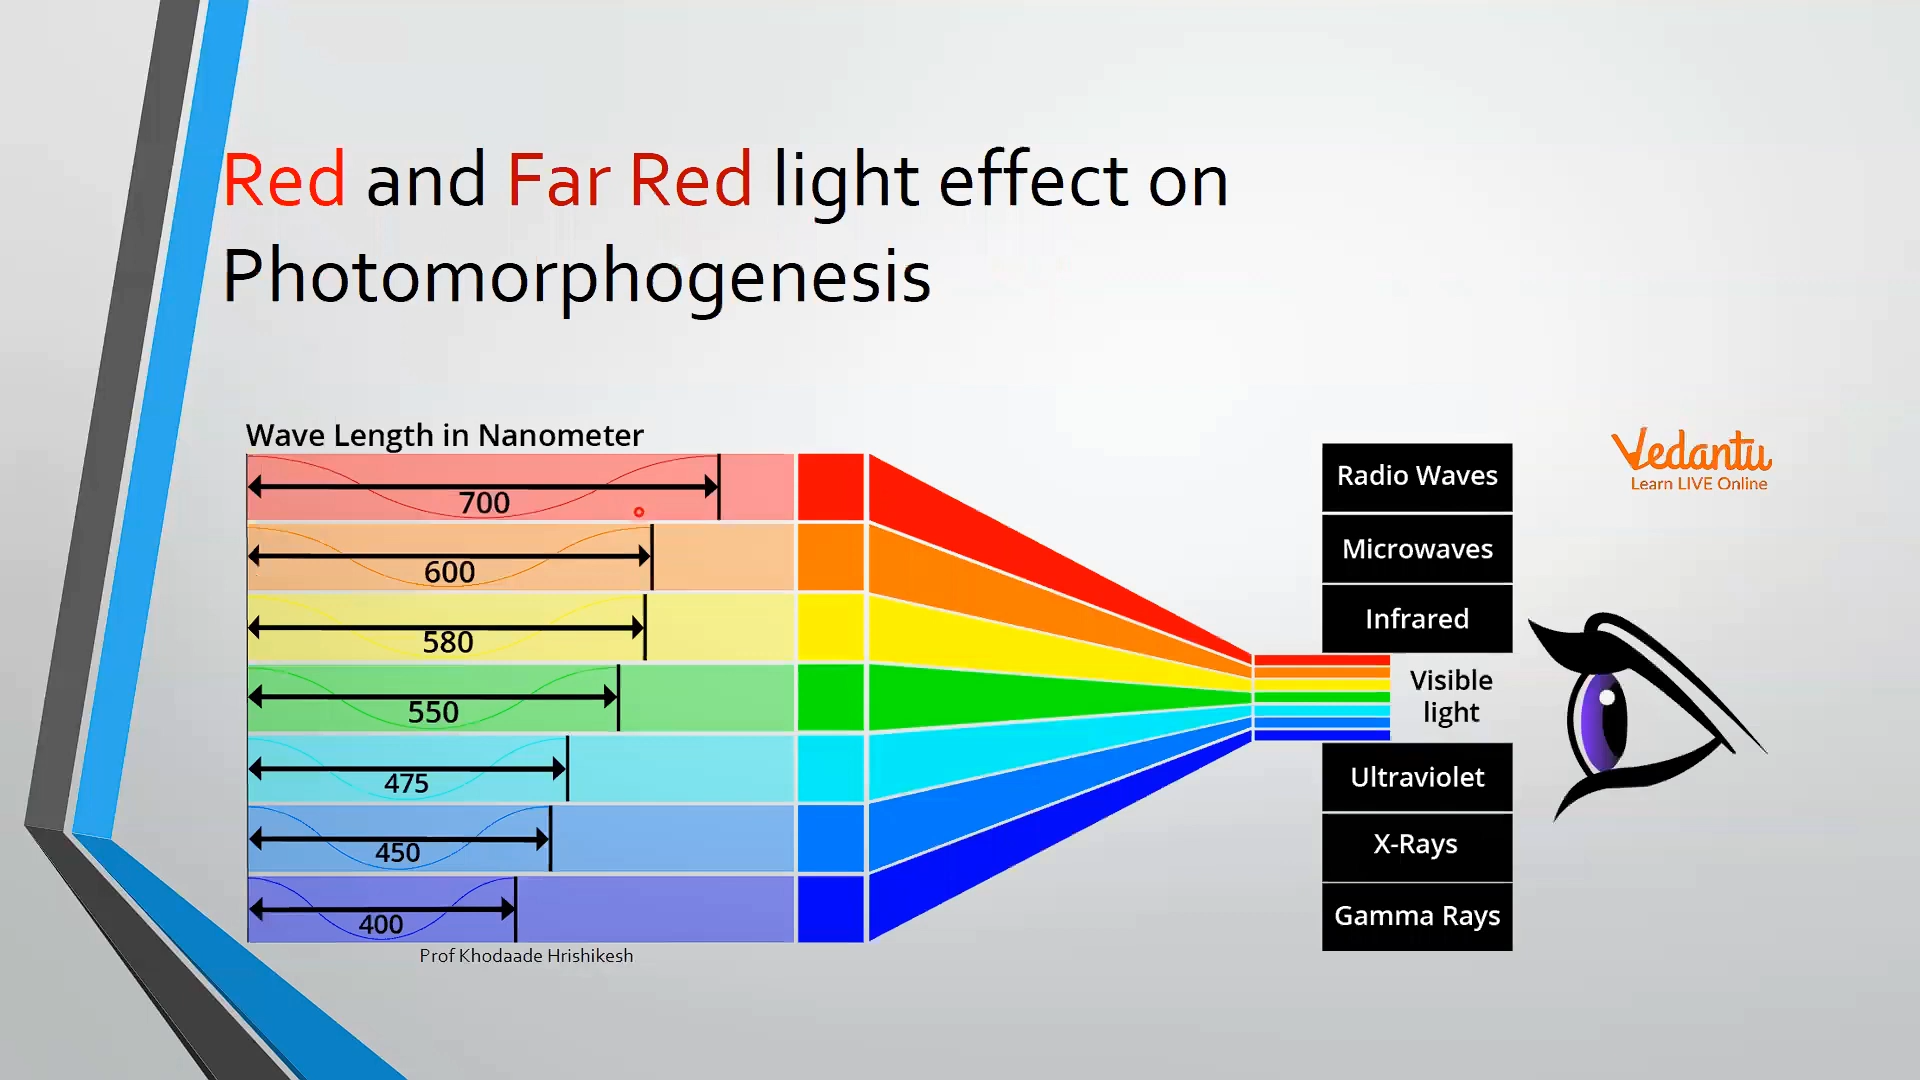 Red and Far Red light effect on
Photomorphogenesis
Wave Length in Nanometer
700
600
580
550
475
450
400
Prof Khodaade Hrishikesh
Radio Waves
Microwaves
Infrared
Visible
light
Ultraviolet
X-Rays
Gamma Rays
Vedantu
Learn LIVE Online